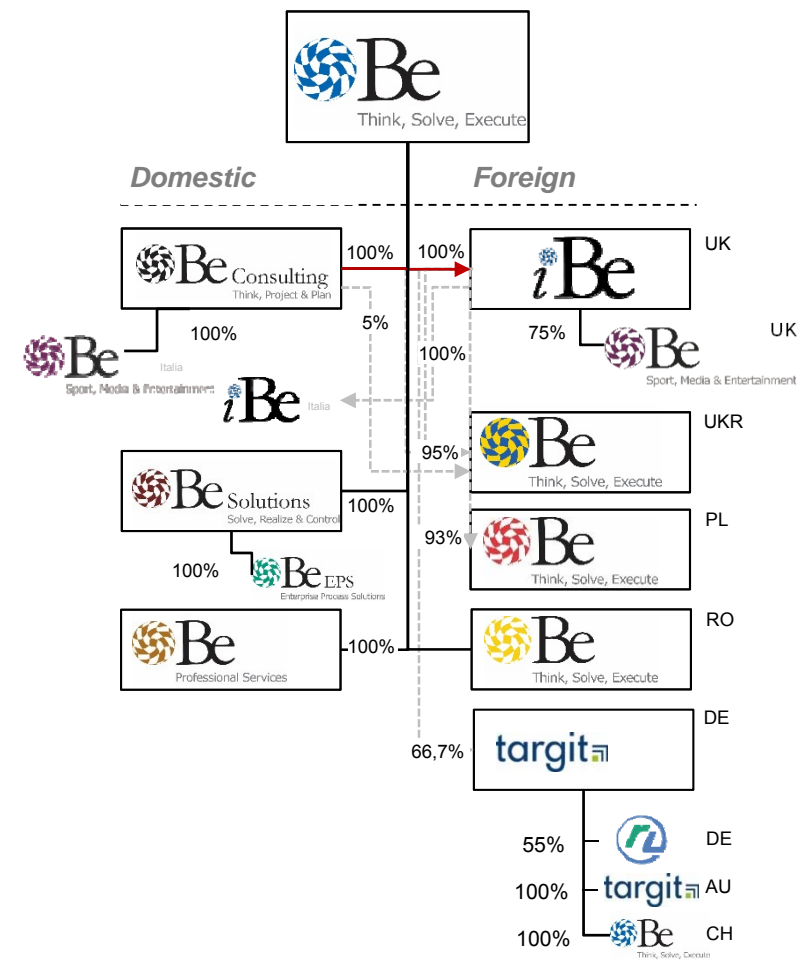 Be
Think, Solve, Execute
Domestic
Foreign
Be Consulting
Think, Project & Plan
100%
100%
iBe
UK
100%
5%
75%
Be
Italia
Sport, Media & Entertainment
100%
Be
UK
Sport, Media & Entertainment
iBe
Italia
95%
Be
UKR
Think, Solve, Execute
Be Solutions
Solve, Realize & Control
100%
93%
Be
PL
Think, Solve, Execute
100%
Be EPS
Enterprise Process Solutions
Be
Professional Services
100%
Be
RO
Think, Solve, Execute
66,7%
targit
DE
55%
DE
100%
targit
AU
100%
Be
CH
Think, Solve, Execute